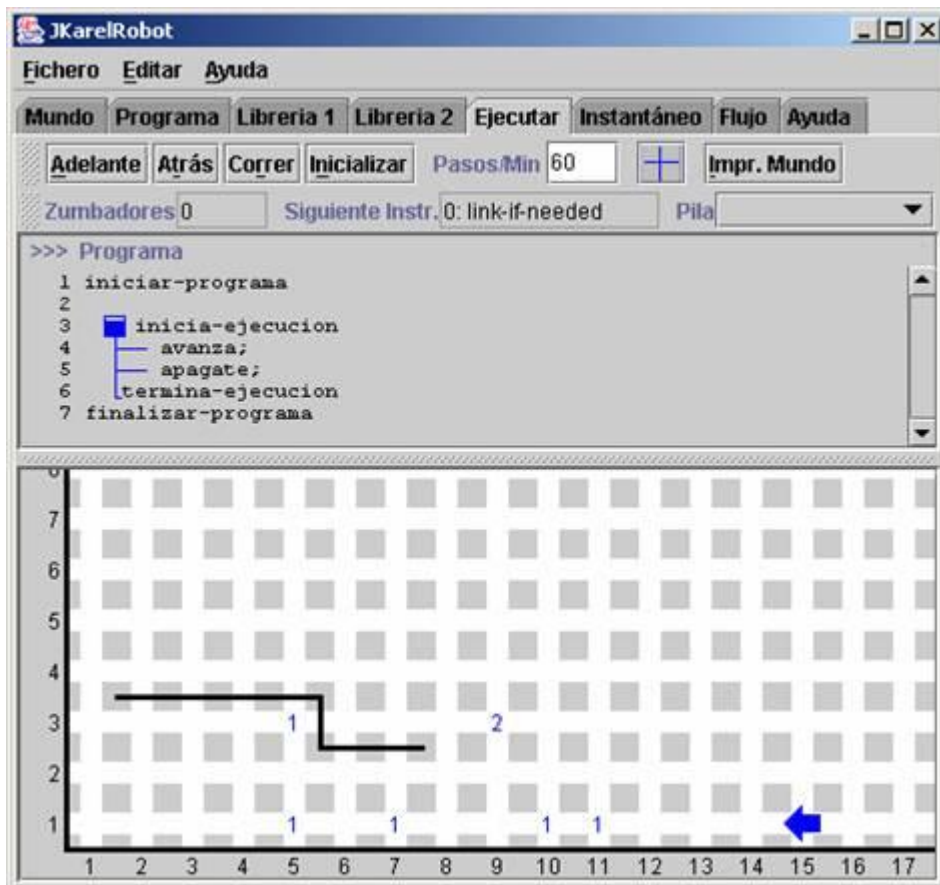 JKarelRobot
Fichero Editar Ayuda
Mundo Programa Libreria 1 Libreria 2 Ejecutar Instantáneo Flujo Ayuda
Adelante Atrás Correr Inicializar Pasos/Min 60 Impr. Mundo
Zumbadores 0 Siguiente Instr. 0: link-if-needed Pila
>>> Programa
1 iniciar-programa
2
3 inicia-ejecucion
4 avanza;
5 apagate;
6 termina-ejecucion
7 finalizar-programa
7
6
5
4
3 1 2
2
1 1 1 1 1
1 2 3 4 5 6 7 8 9 10 11 12 13 14 15 16 17